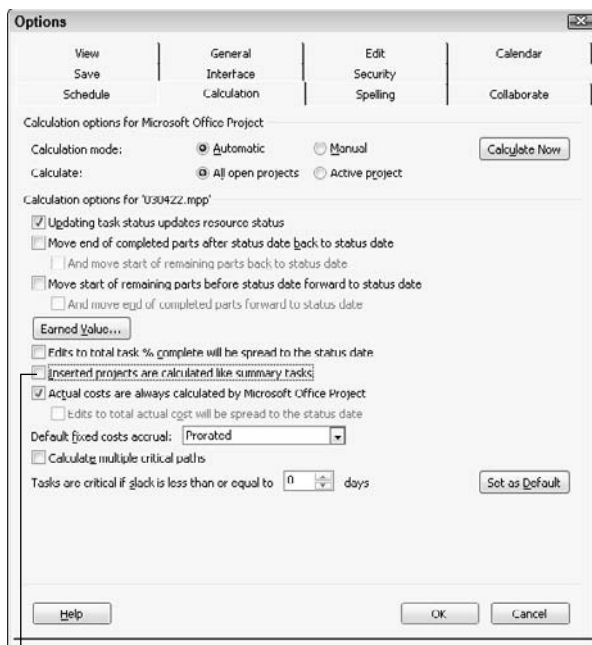 Options
View General Edit Calendar
Save Interface Security
Schedule Calculation Spelling Collaborate
Calculation options for Microsoft Office Project
Calculation mode: Automatic Manual Calculate Now
Calculate: All open projects Active project
Calculation options for '030422.mpp'
Updating task status updates resource status
Move end of completed parts after status date back to status date
And move start of remaining parts back to status date
Move start of remaining parts before status date forward to status date
And move end of completed parts forward to status date
Earned Value...
Edits to total task % complete will be spread to the status date
Inserted projects are calculated like summary tasks
Actual costs are always calculated by Microsoft Office Project
Edits to total actual cost will be spread to the status date
Default fixed costs accrual: Prorated
Calculate multiple critical paths
Tasks are critical if slack is less than or equal to 0 days Set as Default
Help OK Cancel